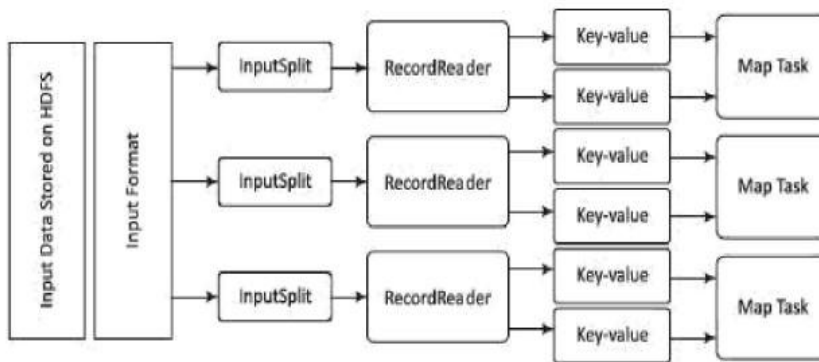 Input Data Stored on HDFS
Input Format
InputSplit
RecordReader
Key-value
Key-value
Map Task
InputSplit
RecordReader
Key-value
Key-value
Map Task
InputSplit
RecordReader
Key-value
Key-value
Map Task